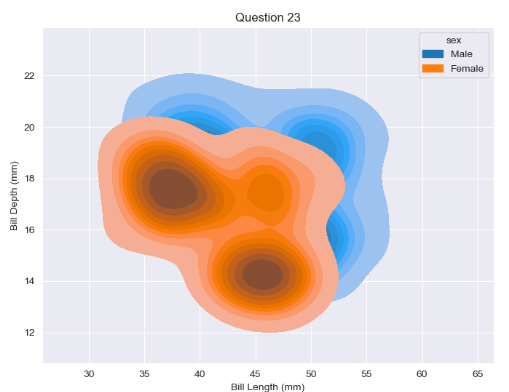 Question 23
sex
Male
Female
22
20
18
16
14
12
Bill Depth (mm)
30 35 40 45 50 55 60 65
Bill Length (mm)